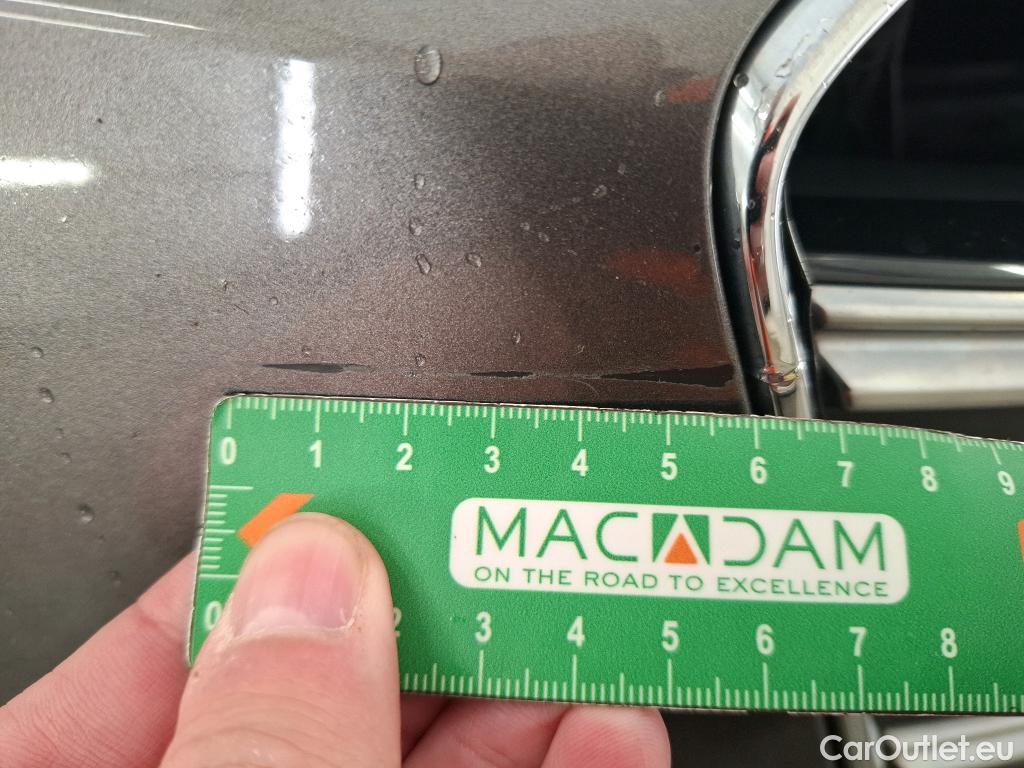 0 1 2 3 4 5 6 7 8 9
MACADAM
ON THE ROAD TO EXCELLENCE
0 2 3 4 5 6 7 8
CarOutlet.eu